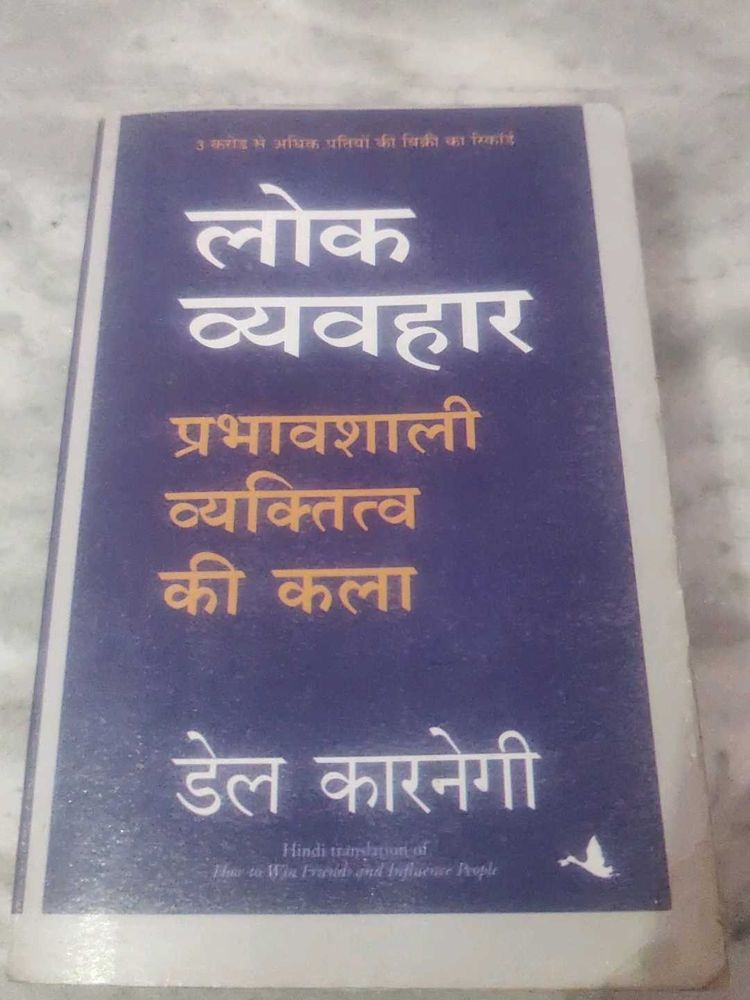 3 करोड़ से अधिक प्रतियों की बिक्री का रिकॉर्ड
लोक
व्यवहार
प्रभावशाली
व्यक्तित्व
की कला
डेल कारनेगी
Hindi translation of
How to Win Friends and Influence People